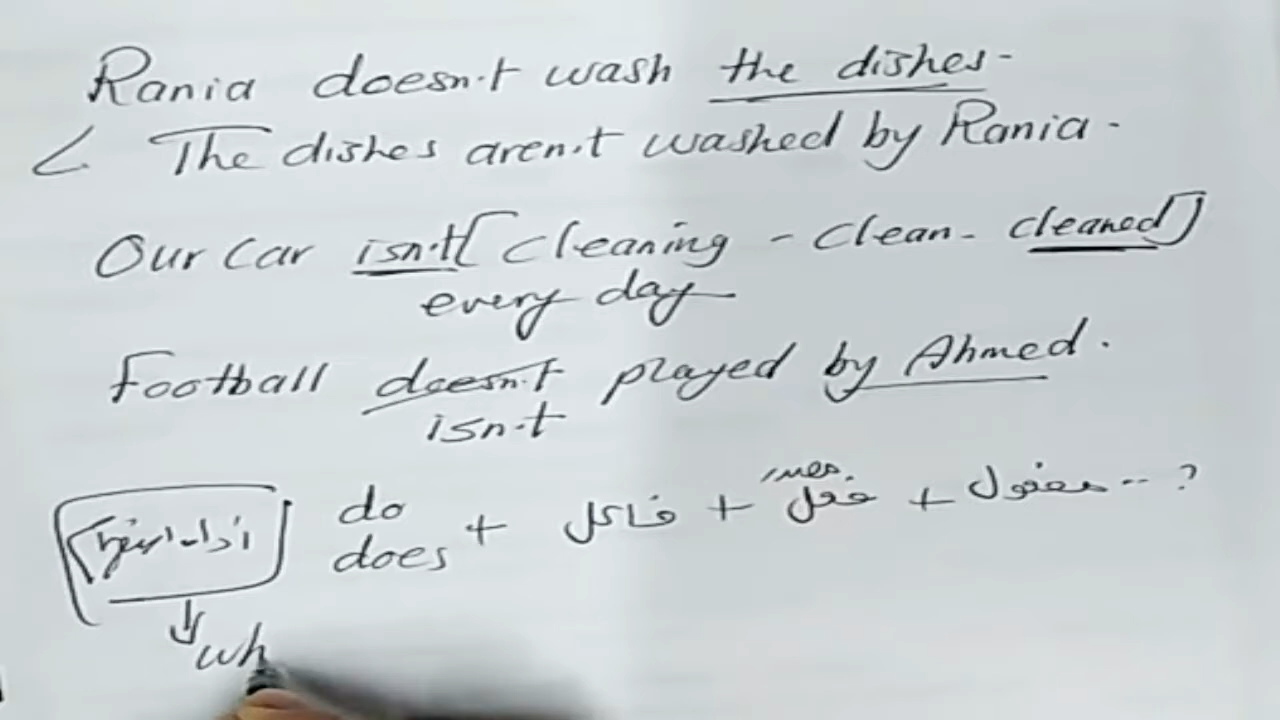 Rania doesn't wash the dishes.
The dishes aren't washed by Rania.
Our car isn't [cleaning - clean - cleaned]
every day
Football doesn't played by Ahmed.
isn't
do
does + فاعل + فعل + مفعول ..?
wh